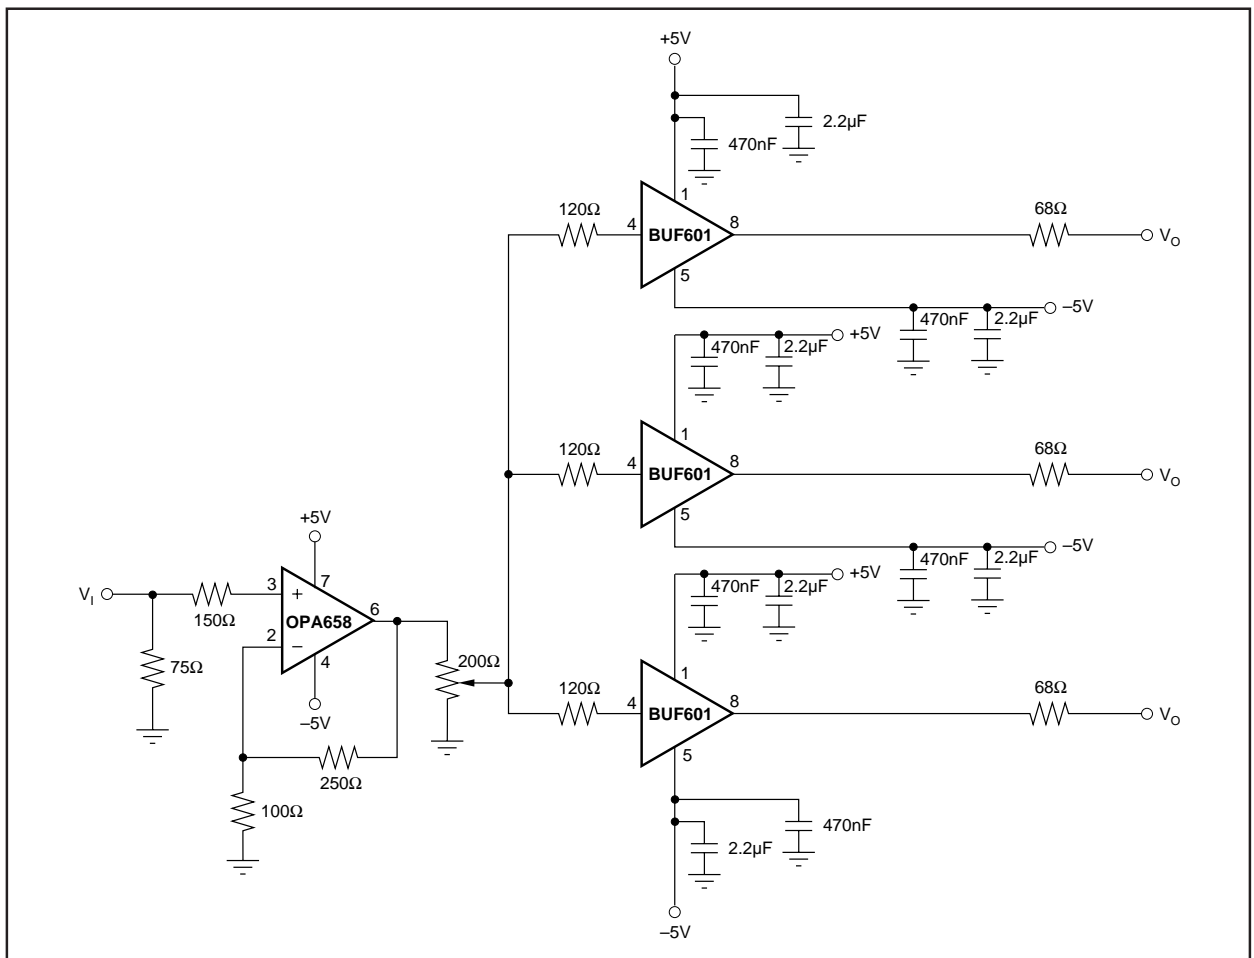 +5V
2.2µF
470nF
1
120Ω
4
BUF601
8
68Ω
V_O
5
–5V
470nF
2.2µF
+5V
470nF
2.2µF
1
120Ω
4
BUF601
8
68Ω
V_O
5
–5V
470nF
2.2µF
+5V
470nF
2.2µF
1
120Ω
4
BUF601
8
68Ω
V_O
5
470nF
2.2µF
–5V
+5V
7
V_I
150Ω
3
+
OPA658
6
2
–
4
75Ω
200Ω
–5V
250Ω
100Ω